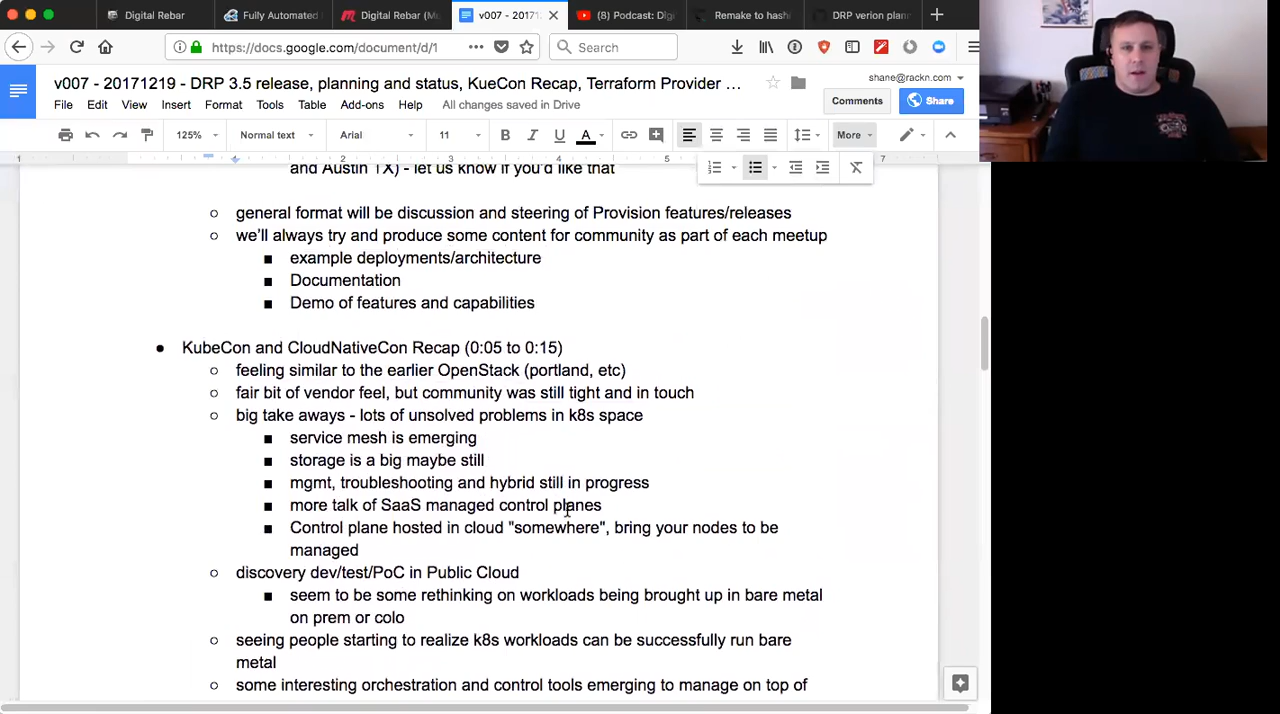 Digital Rebar
Fully Automated
Digital Rebar (Mu
v007 - 20171
(8) Podcast: Digi
Remake to hashi
DRP verion plan
https://docs.google.com/document/d/1
Search
v007 - 20171219 - DRP 3.5 release, planning and status, KueCon Recap, Terraform Provider ...
shane@rackn.com
File Edit View Insert Format Tools Table Add-ons Help All changes saved in Drive
Comments
Share
125% Normal text Arial 11 B I U A More
1 2 3 4 5 7
and Austin TX) - let us know if you'd like that
general format will be discussion and steering of Provision features/releases
we'll always try and produce some content for community as part of each meetup
example deployments/architecture
Documentation
Demo of features and capabilities
KubeCon and CloudNativeCon Recap (0:05 to 0:15)
feeling similar to the earlier OpenStack (portland, etc)
fair bit of vendor feel, but community was still tight and in touch
big take aways - lots of unsolved problems in k8s space
service mesh is emerging
storage is a big maybe still
mgmt, troubleshooting and hybrid still in progress
more talk of SaaS managed control planes
Control plane hosted in cloud "somewhere", bring your nodes to be
managed
discovery dev/test/PoC in Public Cloud
seem to be some rethinking on workloads being brought up in bare metal
on prem or colo
seeing people starting to realize k8s workloads can be successfully run bare
metal
some interesting orchestration and control tools emerging to manage on top of